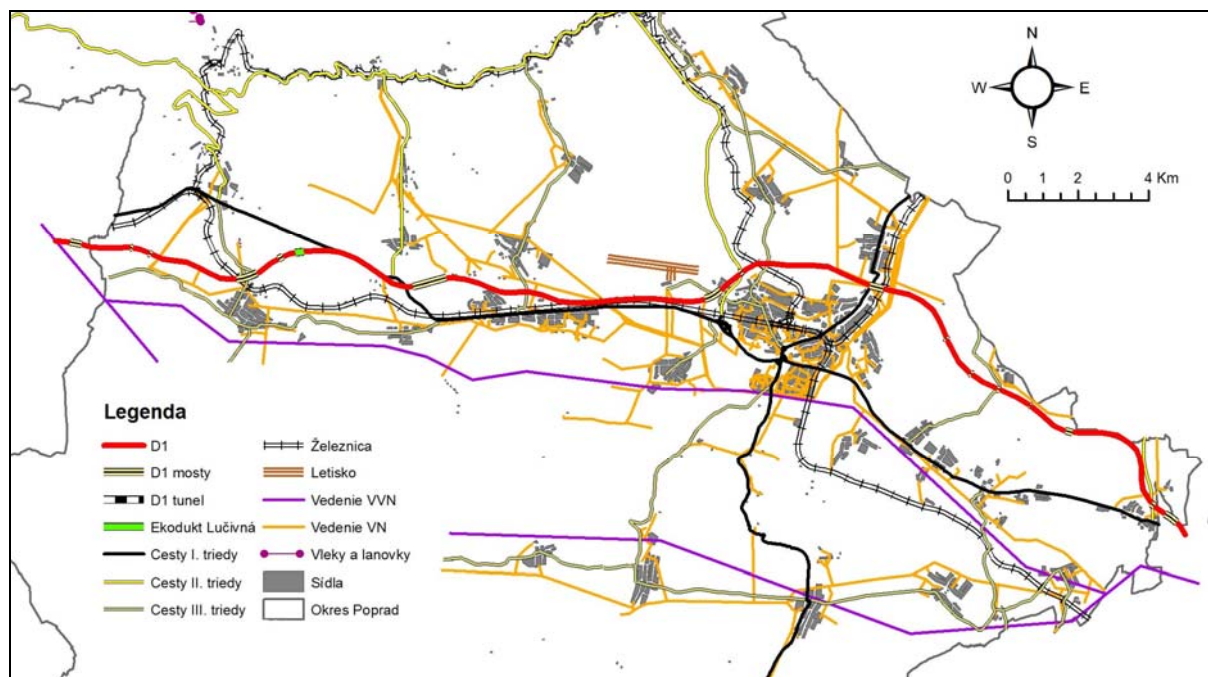 N
W E
S
0 1 2 4 Km
Legenda
D1
D1 mosty
D1 tunel
Ekodukt Lučivná
Cesty I. triedy
Cesty II. triedy
Cesty III. triedy
Železnica
Letisko
Vedenie VVN
Vedenie VN
Vleky a lanovky
Sídla
Okres Poprad